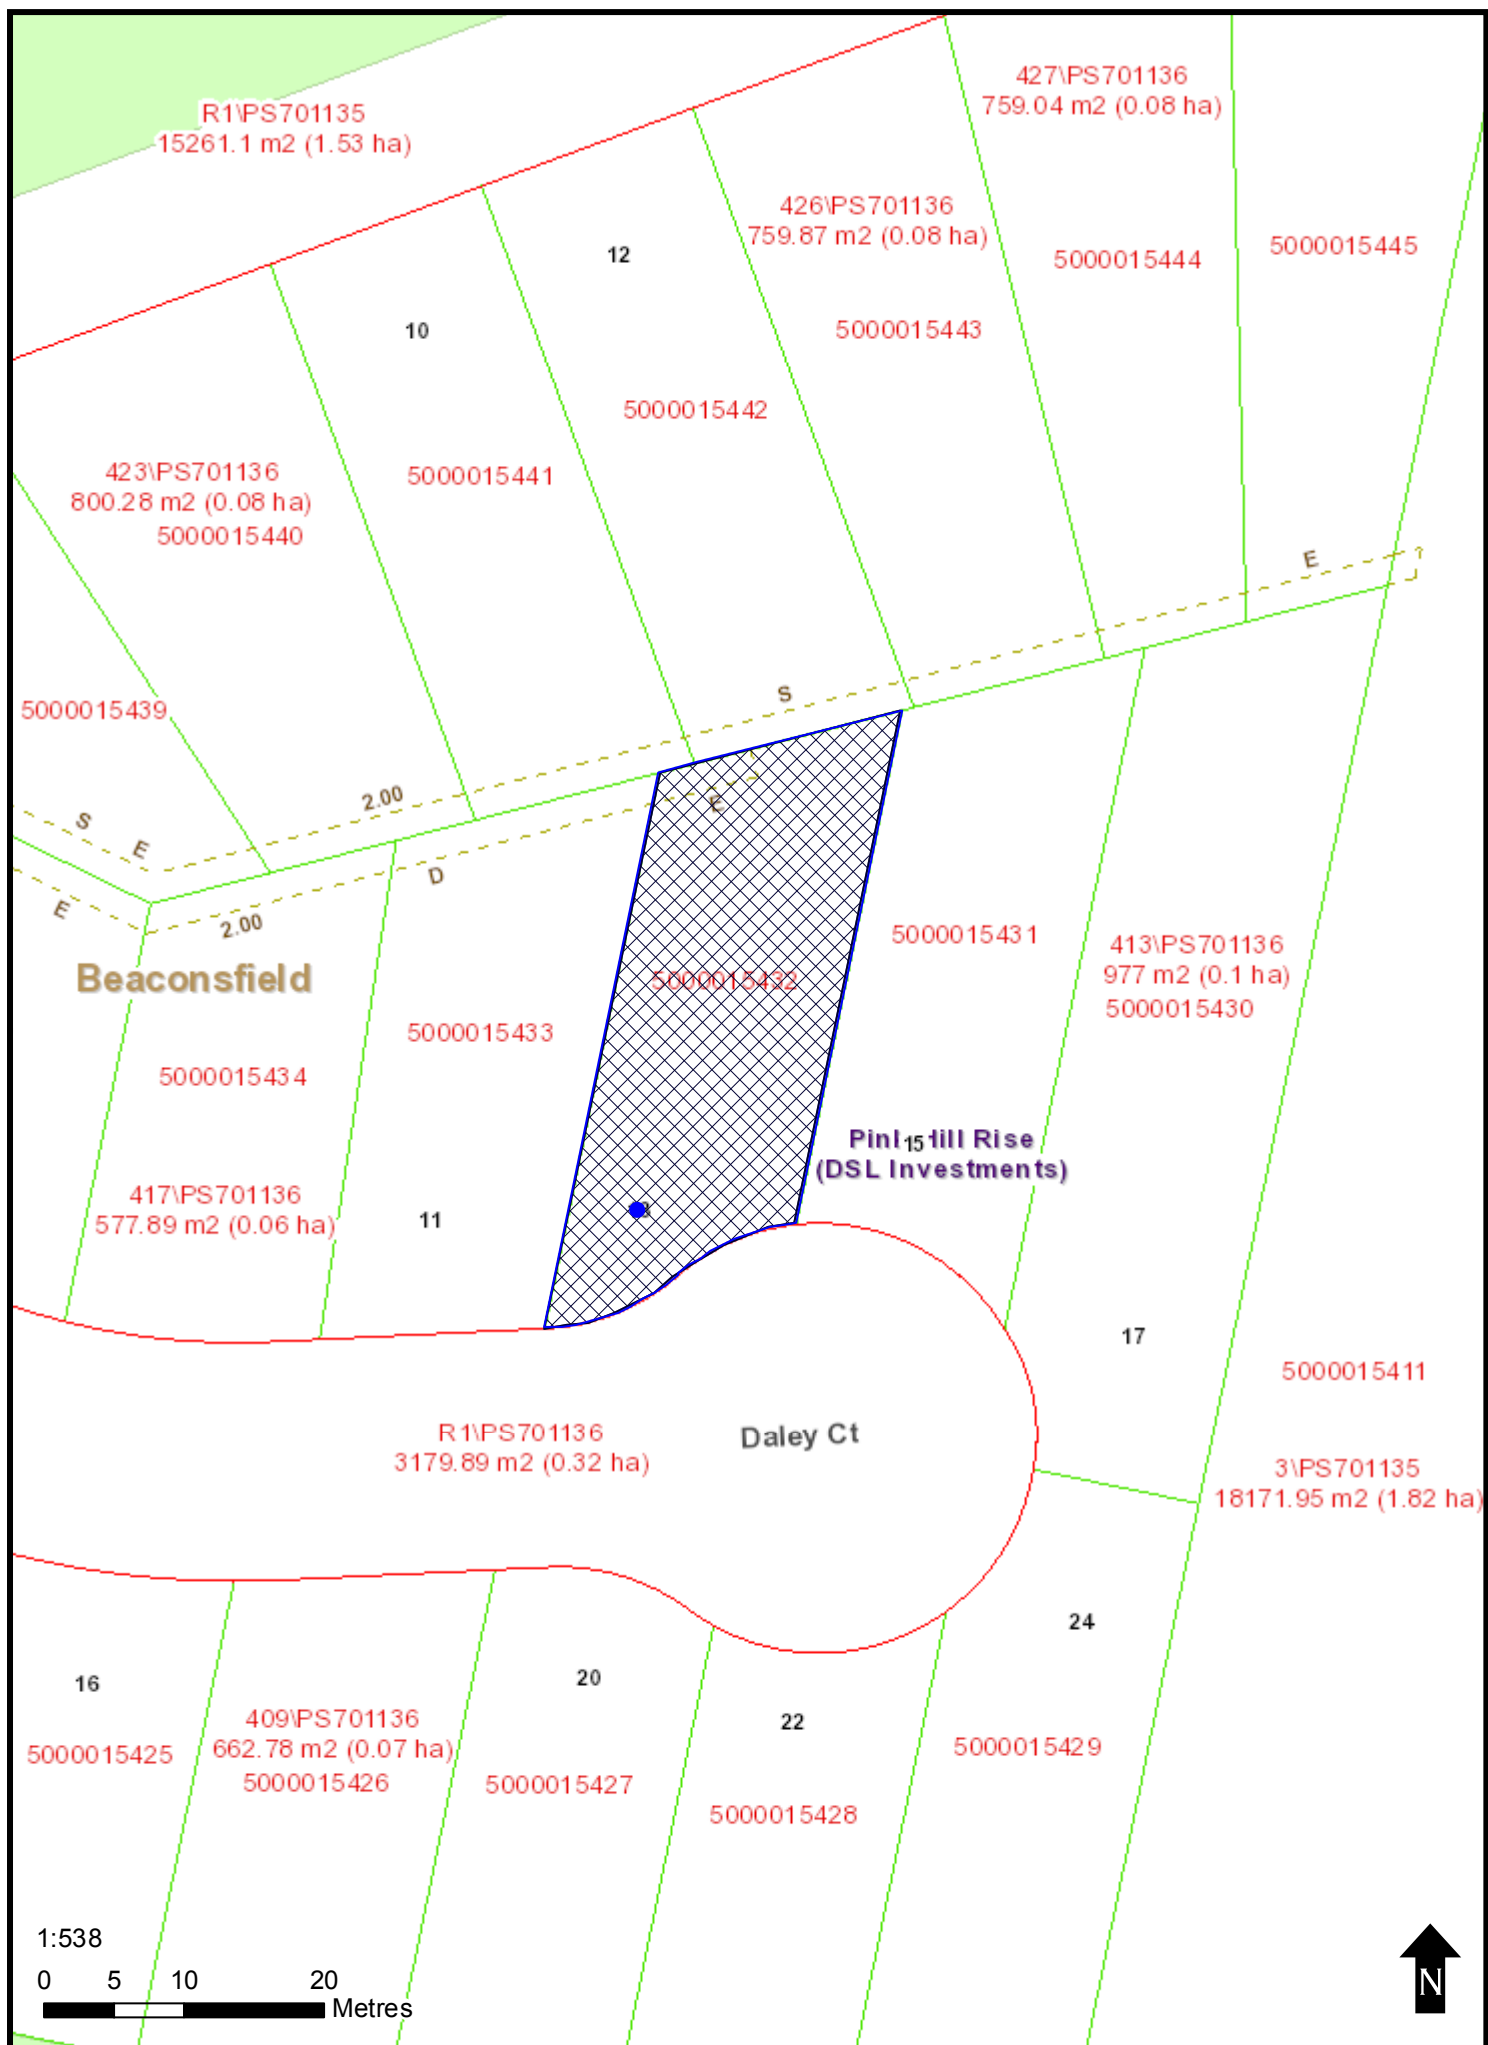 427\PS701136
759.04 m2 (0.08 ha)
R1\PS701135
15261.1 m2 (1.53 ha)
426\PS701136
759.87 m2 (0.08 ha)
12
5000015444
5000015445
10
5000015443
5000015442
423\PS701136
800.28 m2 (0.08 ha)
5000015440
5000015441
E
5000015439
S
2.00
E
S
E
D
E
2.00
Beaconsfield
5000015432
5000015431
413\PS701136
977 m2 (0.1 ha)
5000015430
5000015433
5000015434
15
Rise
(DSL Investments)
417\PS701136
577.89 m2 (0.06 ha)
11
17
5000015411
R1\PS701136
3179.89 m2 (0.32 ha)
Daley Ct
3\PS701135
18171.95 m2 (1.82 ha)
24
16
20
409\PS701136
662.78 m2 (0.07 ha)
5000015426
22
5000015425
5000015427
5000015429
5000015428
1:538
0 5 10 20
Metres
N